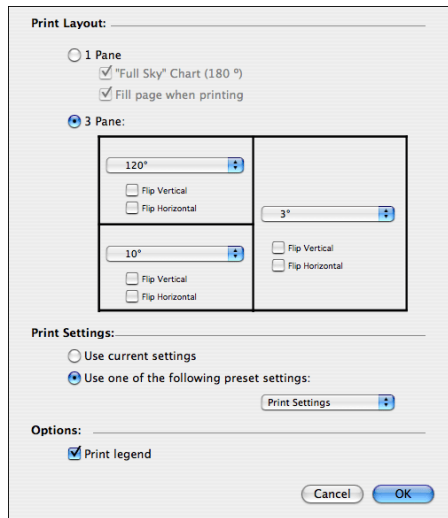 Print Layout:
1 Pane
"Full Sky" Chart (180 º)
Fill page when printing
3 Pane:
120°
Flip Vertical
Flip Horizontal
10°
Flip Vertical
Flip Horizontal
3°
Flip Vertical
Flip Horizontal
Print Settings:
Use current settings
Use one of the following preset settings:
Print Settings
Options:
Print legend
Cancel
OK